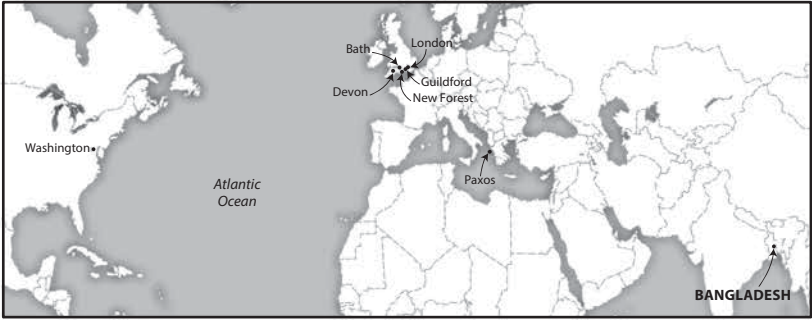 Bath
London
Guildford
Devon
New Forest
Washington
Paxos
Atlantic
Ocean
BANGLADESH